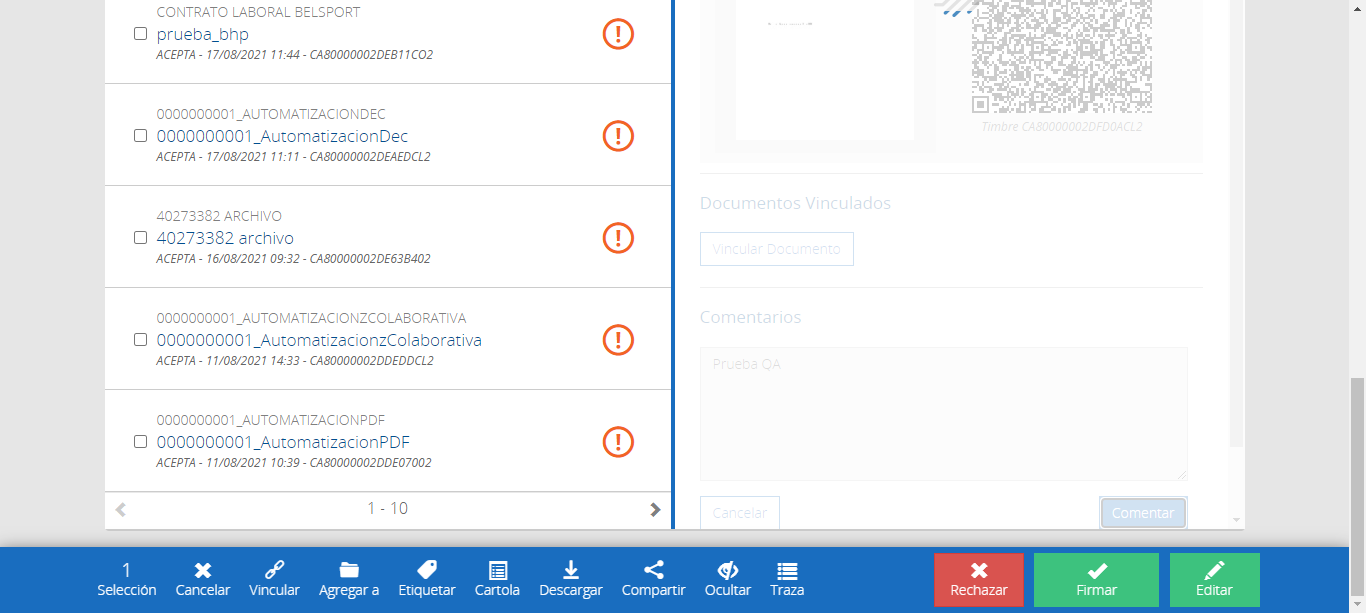 CONTRATO LABORAL BELSPORT
prueba_bhp
ACEPTA - 17/08/2021 11:44 - CA80000002DEB11CO2
0000000001_AUTOMATIZACIONDEC
0000000001_AutomatizacionDec
ACEPTA - 17/08/2021 11:11 - CA80000002DEAEDCL2
40273382 ARCHIVO
40273382 archivo
ACEPTA - 16/08/2021 09:32 - CA80000002DE63B402
0000000001_AUTOMATIZACIONZCOLABORATIVA
0000000001_AutomatizacionzColaborativa
ACEPTA - 11/08/2021 14:33 - CA80000002DDEDDCL2
0000000001_AUTOMATIZACIONPDF
0000000001_AutomatizacionPDF
ACEPTA - 11/08/2021 10:39 - CA80000002DDE07002
1 - 10
Timbre CA80000002DFD0ACL2
Documentos Vinculados
Vincular Documento
Comentarios
Prueba QA
Cancelar
Comentar
1
Selección
Cancelar
Vincular
Agregar a
Etiquetar
Cartola
Descargar
Compartir
Ocultar
Traza
Rechazar
Firmar
Editar